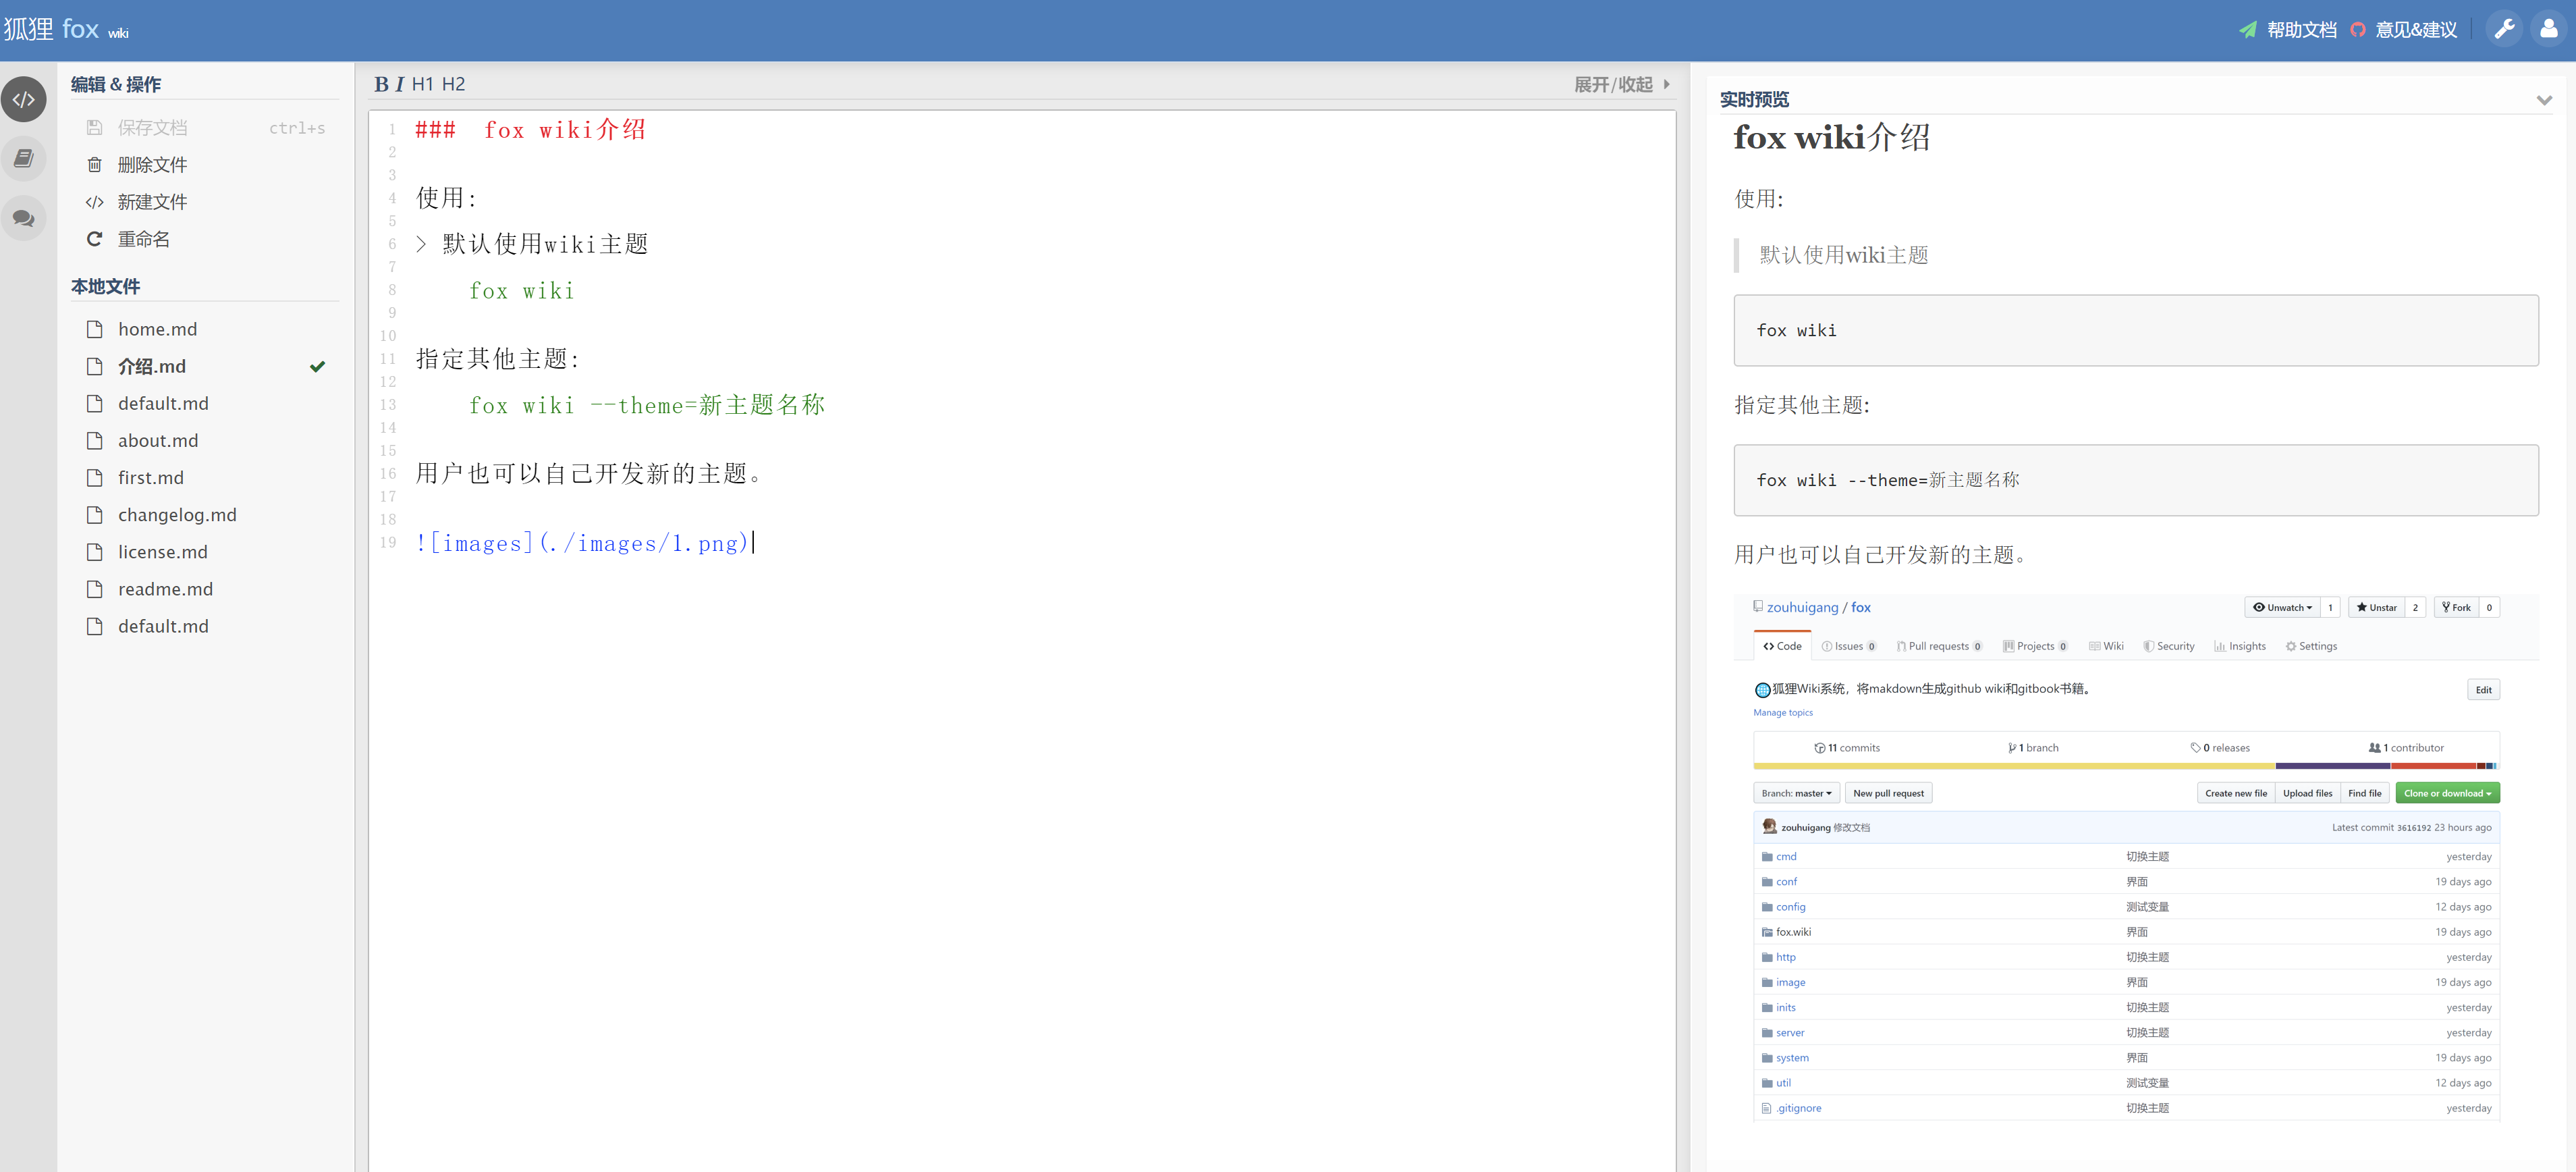 狐狸 fox wiki
帮助文档 意见&建议
编辑 & 操作
保存文档 ctrl+s
删除文件
新建文件
重命名
本地文件
home.md
介绍.md
default.md
about.md
first.md
changelog.md
license.md
readme.md
default.md
B I H1 H2 展开/收起
1 ### fox wiki介绍
2
3
4 使用:
5
6 > 默认使用wiki主题
7
8 fox wiki
9
10
11 指定其他主题:
12
13 fox wiki --theme=新主题名称
14
15
16 用户也可以自己开发新的主题。
17
18
19 ![images](./images/1.png)
实时预览
fox wiki介绍
使用:
默认使用wiki主题
fox wiki
指定其他主题:
fox wiki --theme=新主题名称
用户也可以自己开发新的主题。
zouhuigang / fox Unwatch 1 Unstar 2 Fork 0
Code Issues 0 Pull requests 0 Projects 0 Wiki Security Insights Settings
狐狸Wiki系统，将makdown生成github wiki和gitbook书籍。 Edit
Manage topics
11 commits 1 branch 0 releases 1 contributor
Branch: master New pull request Create new file Upload files Find file Clone or download
zouhuigang 修改文档 Latest commit 3616192 23 hours ago
cmd 切换主题 yesterday
conf 界面 19 days ago
config 测试变量 12 days ago
fox.wiki 界面 19 days ago
http 切换主题 yesterday
image 界面 19 days ago
inits 切换主题 yesterday
server 切换主题 yesterday
system 界面 19 days ago
util 测试变量 12 days ago
.gitignore 切换主题 yesterday